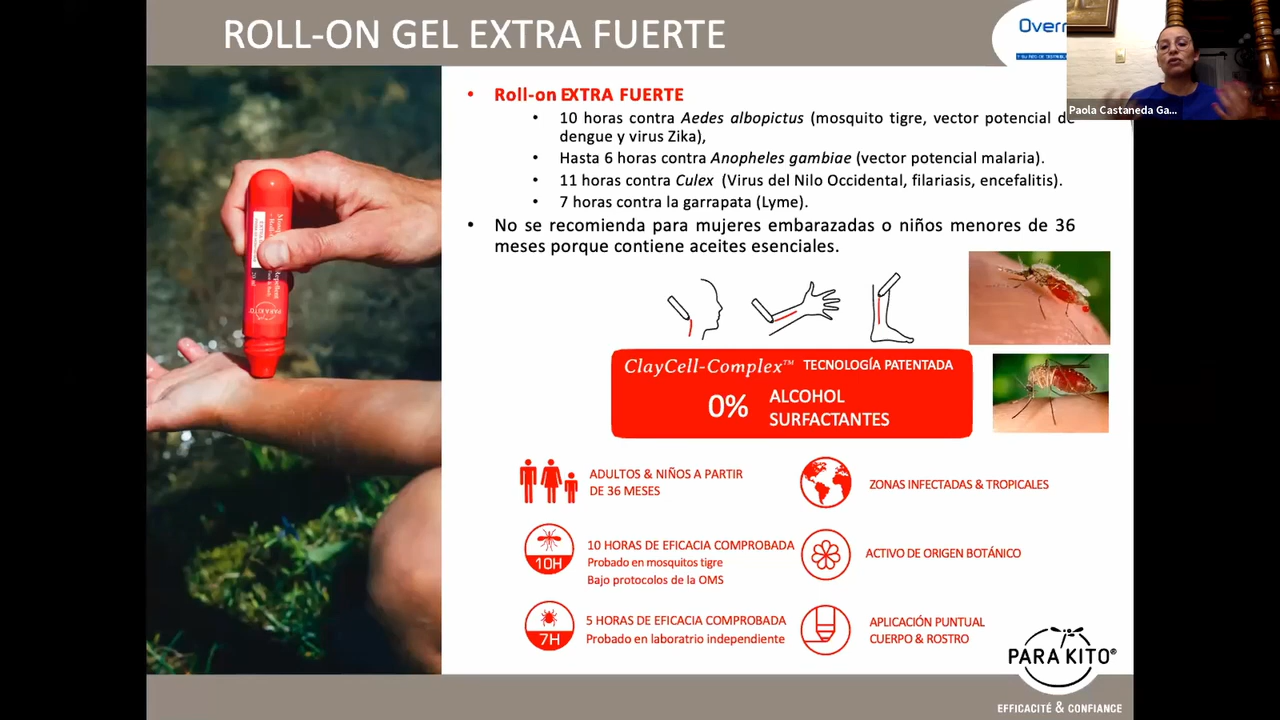 ROLL-ON GEL EXTRA FUERTE
Paola Castaneda Ga...
• Roll-on EXTRA FUERTE
• 10 horas contra Aedes albopictus (mosquito tigre, vector potencial de
dengue y virus Zika),
• Hasta 6 horas contra Anopheles gambiae (vector potencial malaria).
• 11 horas contra Culex (Virus del Nilo Occidental, filariasis, encefalitis).
• 7 horas contra la garrapata (Lyme).
• No se recomienda para mujeres embarazadas o niños menores de 36
meses porque contiene aceites esenciales.
PARA KITO
ClayCell-Complex™ TECNOLOGÍA PATENTADA
0% ALCOHOL
SURFACTANTES
ADULTOS & NIÑOS A PARTIR
DE 36 MESES
ZONAS INFECTADAS & TROPICALES
10H
10 HORAS DE EFICACIA COMPROBADA
Probado en mosquitos tigre
Bajo protocolos de la OMS
ACTIVO DE ORIGEN BOTÁNICO
7H
5 HORAS DE EFICACIA COMPROBADA
Probado en laboratrio independiente
APLICACIÓN PUNTUAL
CUERPO & ROSTRO
PARA KITO®
EFFICACITÉ & CONFIANCE